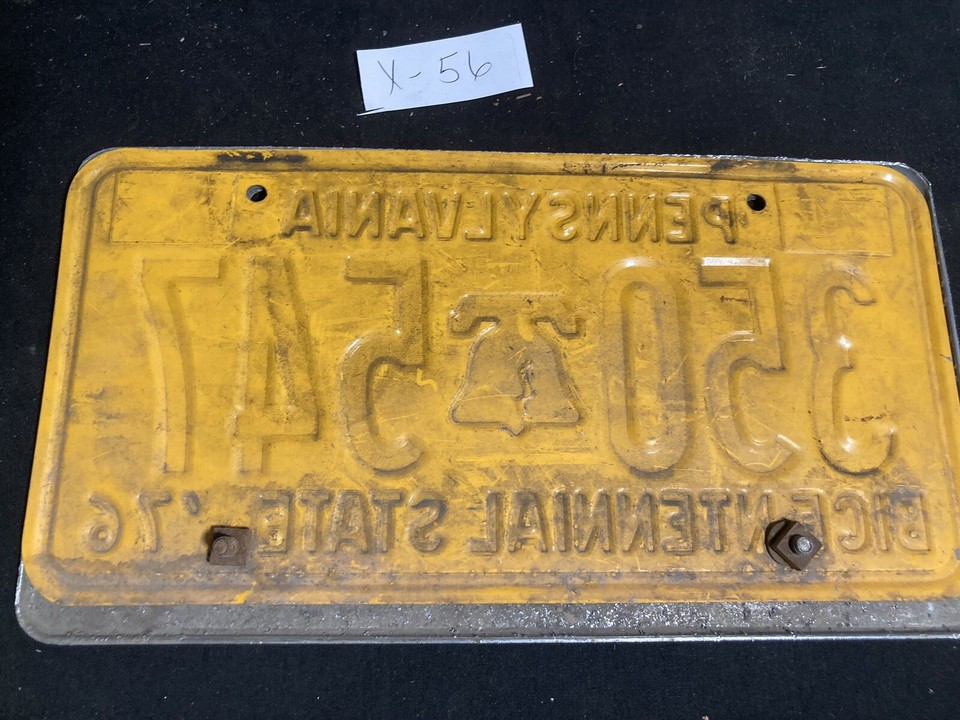 X-56
PENNSYLVANIA
350 547
BICENTENNIAL STATE '76